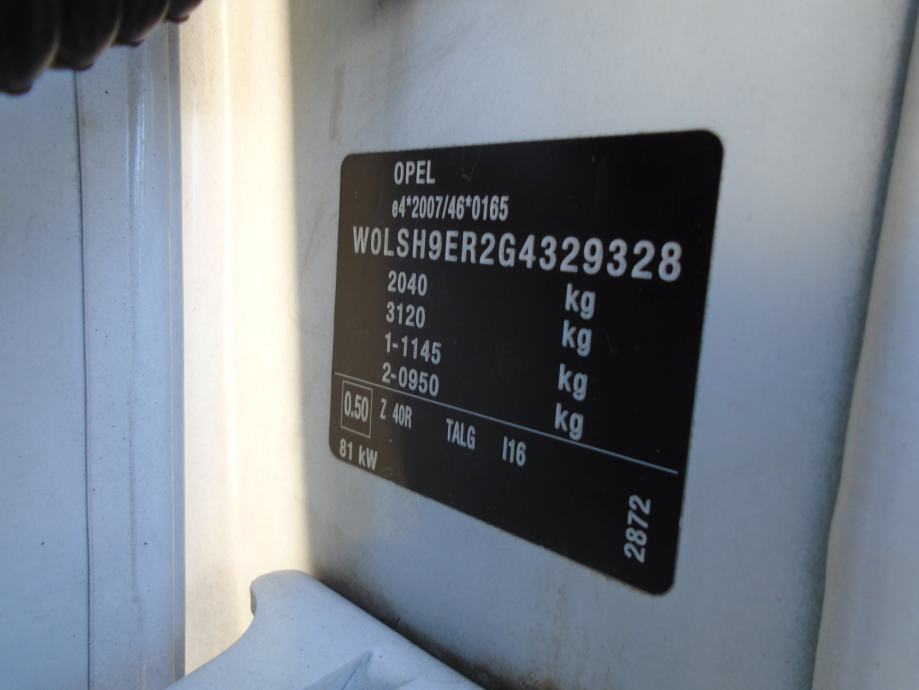 OPEL
e4*2007/46*0165
W0LSH9ER2G4329328
2040 kg
3120 kg
1-1145 kg
2-0950 kg
0.50 Z 40R TALG I16
81 kW
2872